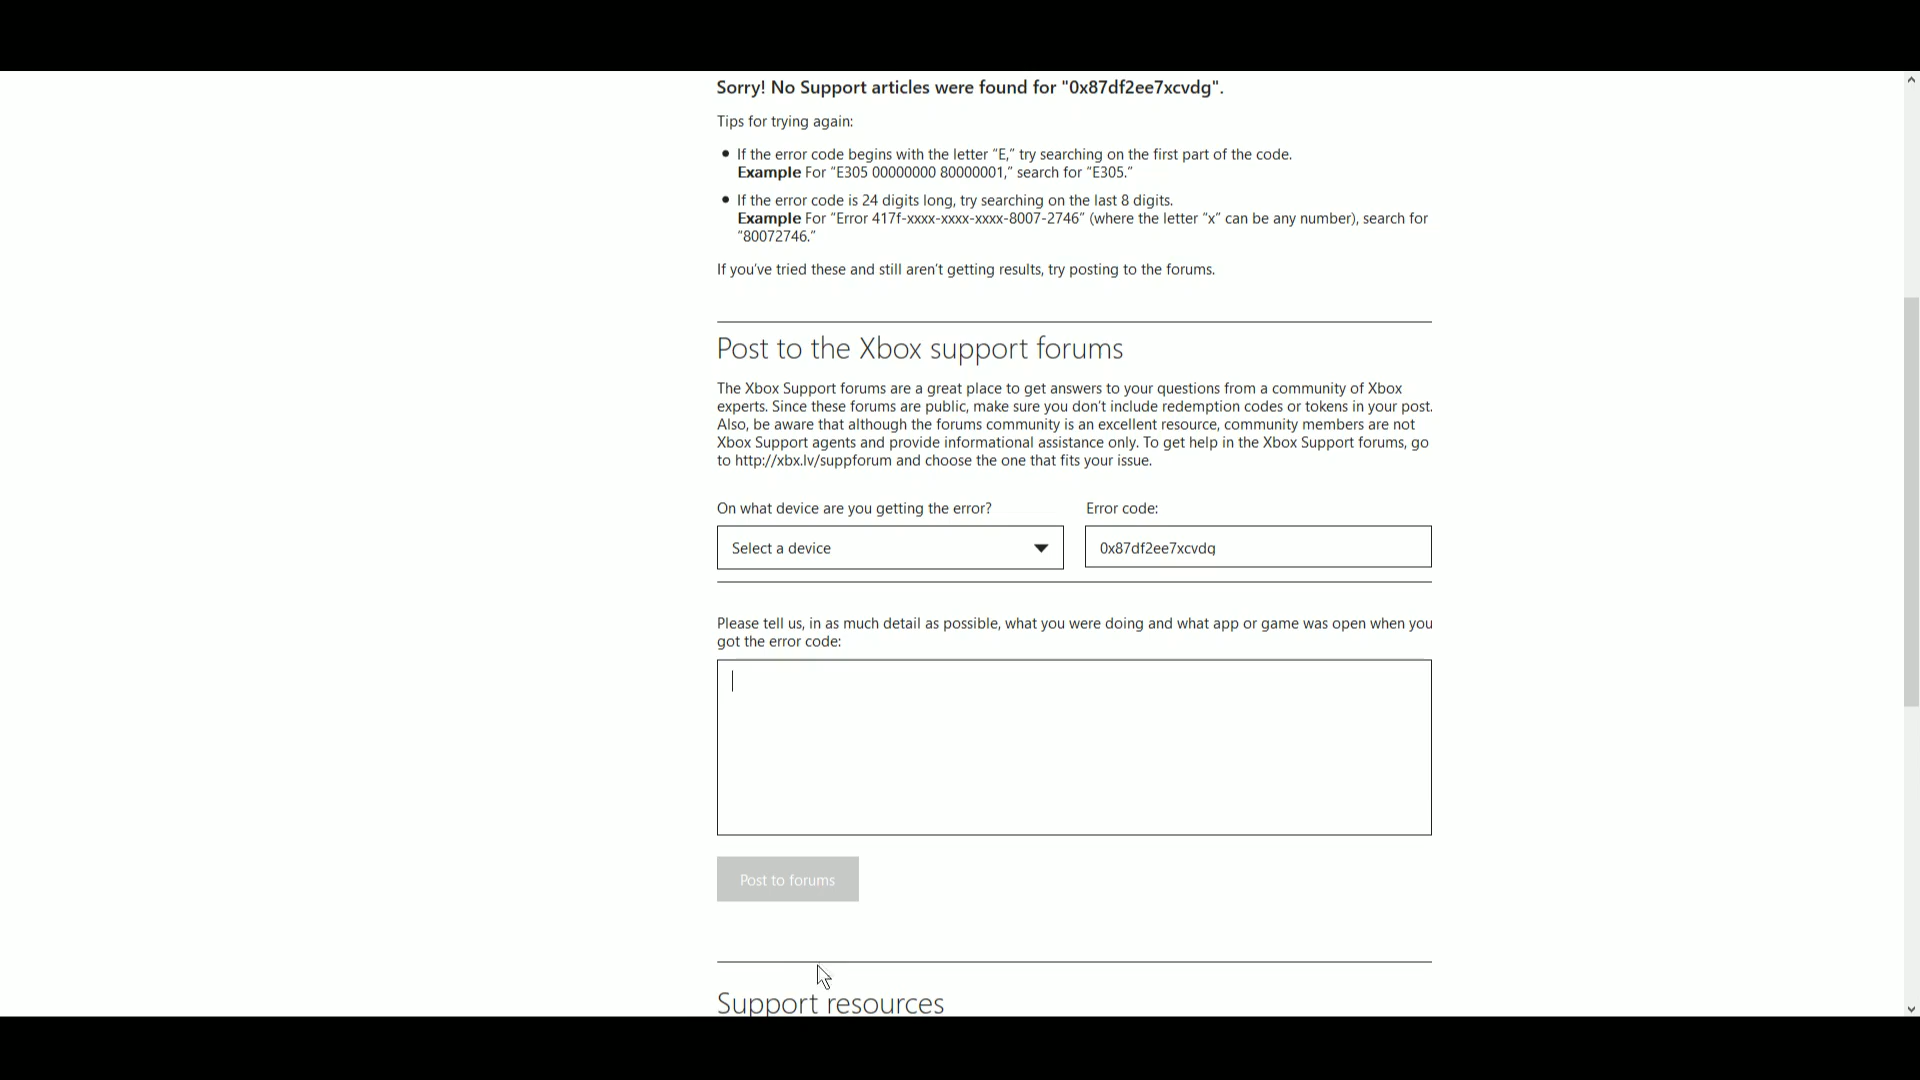 Sorry! No Support articles were found for "0x87df2ee7xcvdg".
Tips for trying again:
If the error code begins with the letter “E,” try searching on the first part of the code.
Example For “E305 00000000 80000001,” search for “E305.”
If the error code is 24 digits long, try searching on the last 8 digits.
Example For “Error 417f-xxxx-xxxx-xxxx-8007-2746” (where the letter “x” can be any number), search for
“80072746.”
If you’ve tried these and still aren’t getting results, try posting to the forums.
Post to the Xbox support forums
The Xbox Support forums are a great place to get answers to your questions from a community of Xbox
experts. Since these forums are public, make sure you don’t include redemption codes or tokens in your post.
Also, be aware that although the forums community is an excellent resource, community members are not
Xbox Support agents and provide informational assistance only. To get help in the Xbox Support forums, go
to http://xbx.lv/suppforum and choose the one that fits your issue.
On what device are you getting the error? Error code:
Select a device 0x87df2ee7xcvdg
Please tell us, in as much detail as possible, what you were doing and what app or game was open when you
got the error code:
Post to forums
Support resources